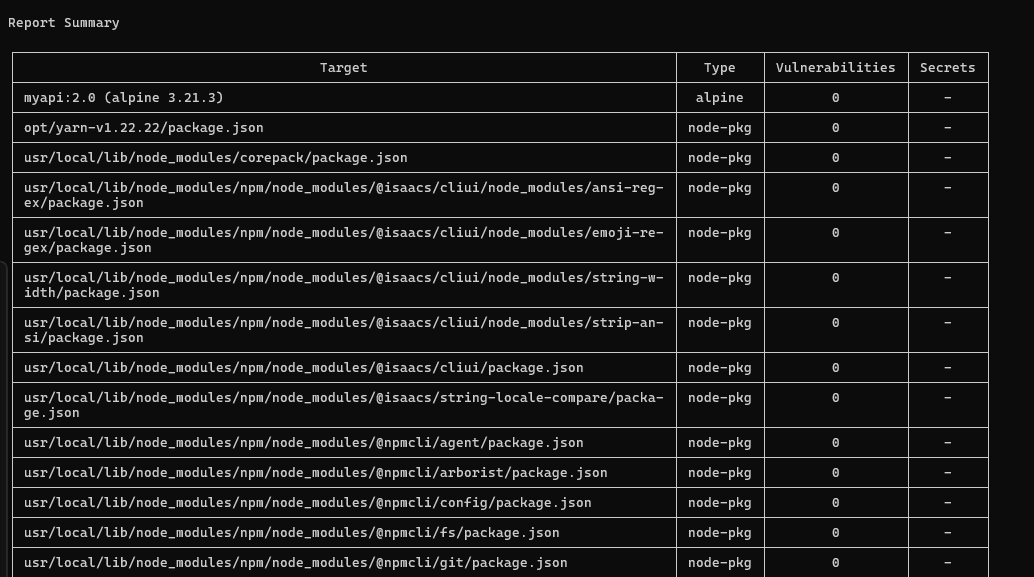 Report Summary
Target Type Vulnerabilities Secrets
myapi:2.0 (alpine 3.21.3) alpine 0 -
opt/yarn-v1.22.22/package.json node-pkg 0 -
usr/local/lib/node_modules/corepack/package.json node-pkg 0 -
usr/local/lib/node_modules/npm/node_modules/@isaacs/cliui/node_modules/ansi-reg- node-pkg 0 -
ex/package.json
usr/local/lib/node_modules/npm/node_modules/@isaacs/cliui/node_modules/emoji-re- node-pkg 0 -
gex/package.json
usr/local/lib/node_modules/npm/node_modules/@isaacs/cliui/node_modules/string-w- node-pkg 0 -
idth/package.json
usr/local/lib/node_modules/npm/node_modules/@isaacs/cliui/node_modules/strip-an- node-pkg 0 -
si/package.json
usr/local/lib/node_modules/npm/node_modules/@isaacs/cliui/package.json node-pkg 0 -
usr/local/lib/node_modules/npm/node_modules/@isaacs/string-locale-compare/packa- node-pkg 0 -
ge.json
usr/local/lib/node_modules/npm/node_modules/@npmcli/agent/package.json node-pkg 0 -
usr/local/lib/node_modules/npm/node_modules/@npmcli/arborist/package.json node-pkg 0 -
usr/local/lib/node_modules/npm/node_modules/@npmcli/config/package.json node-pkg 0 -
usr/local/lib/node_modules/npm/node_modules/@npmcli/fs/package.json node-pkg 0 -
usr/local/lib/node_modules/npm/node_modules/@npmcli/git/package.json node-pkg 0 -